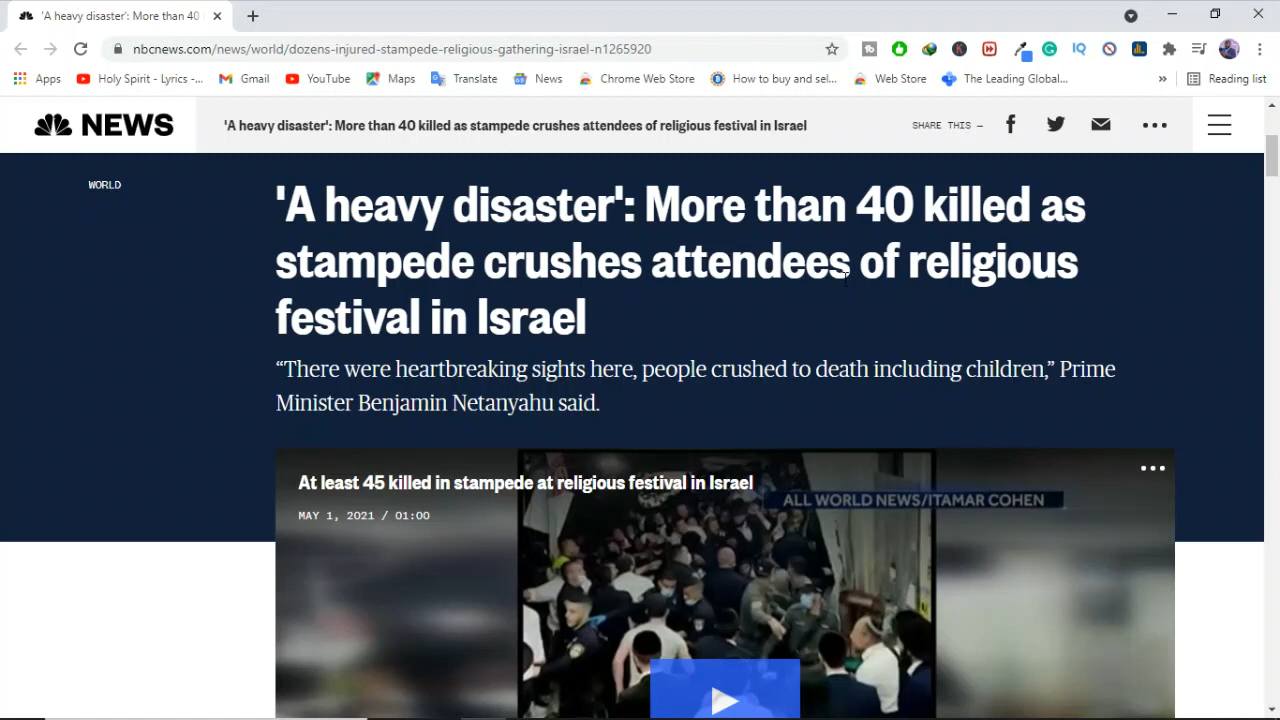 'A heavy disaster': More than 40
nbcnews.com/news/world/dozens-injured-stampede-religious-gathering-israel-n1265920
Apps Holy Spirit - Lyrics -... Gmail YouTube Maps Translate News Chrome Web Store How to buy and sel... Web Store The Leading Global... » Reading list
NEWS 'A heavy disaster': More than 40 killed as stampede crushes attendees of religious festival in Israel SHARE THIS —
WORLD
'A heavy disaster': More than 40 killed as
stampede crushes attendees of religious
festival in Israel
“There were heartbreaking sights here, people crushed to death including children,” Prime
Minister Benjamin Netanyahu said.
At least 45 killed in stampede at religious festival in Israel
ALL WORLD NEWS/ITAMAR COHEN
MAY 1, 2021 / 01:00